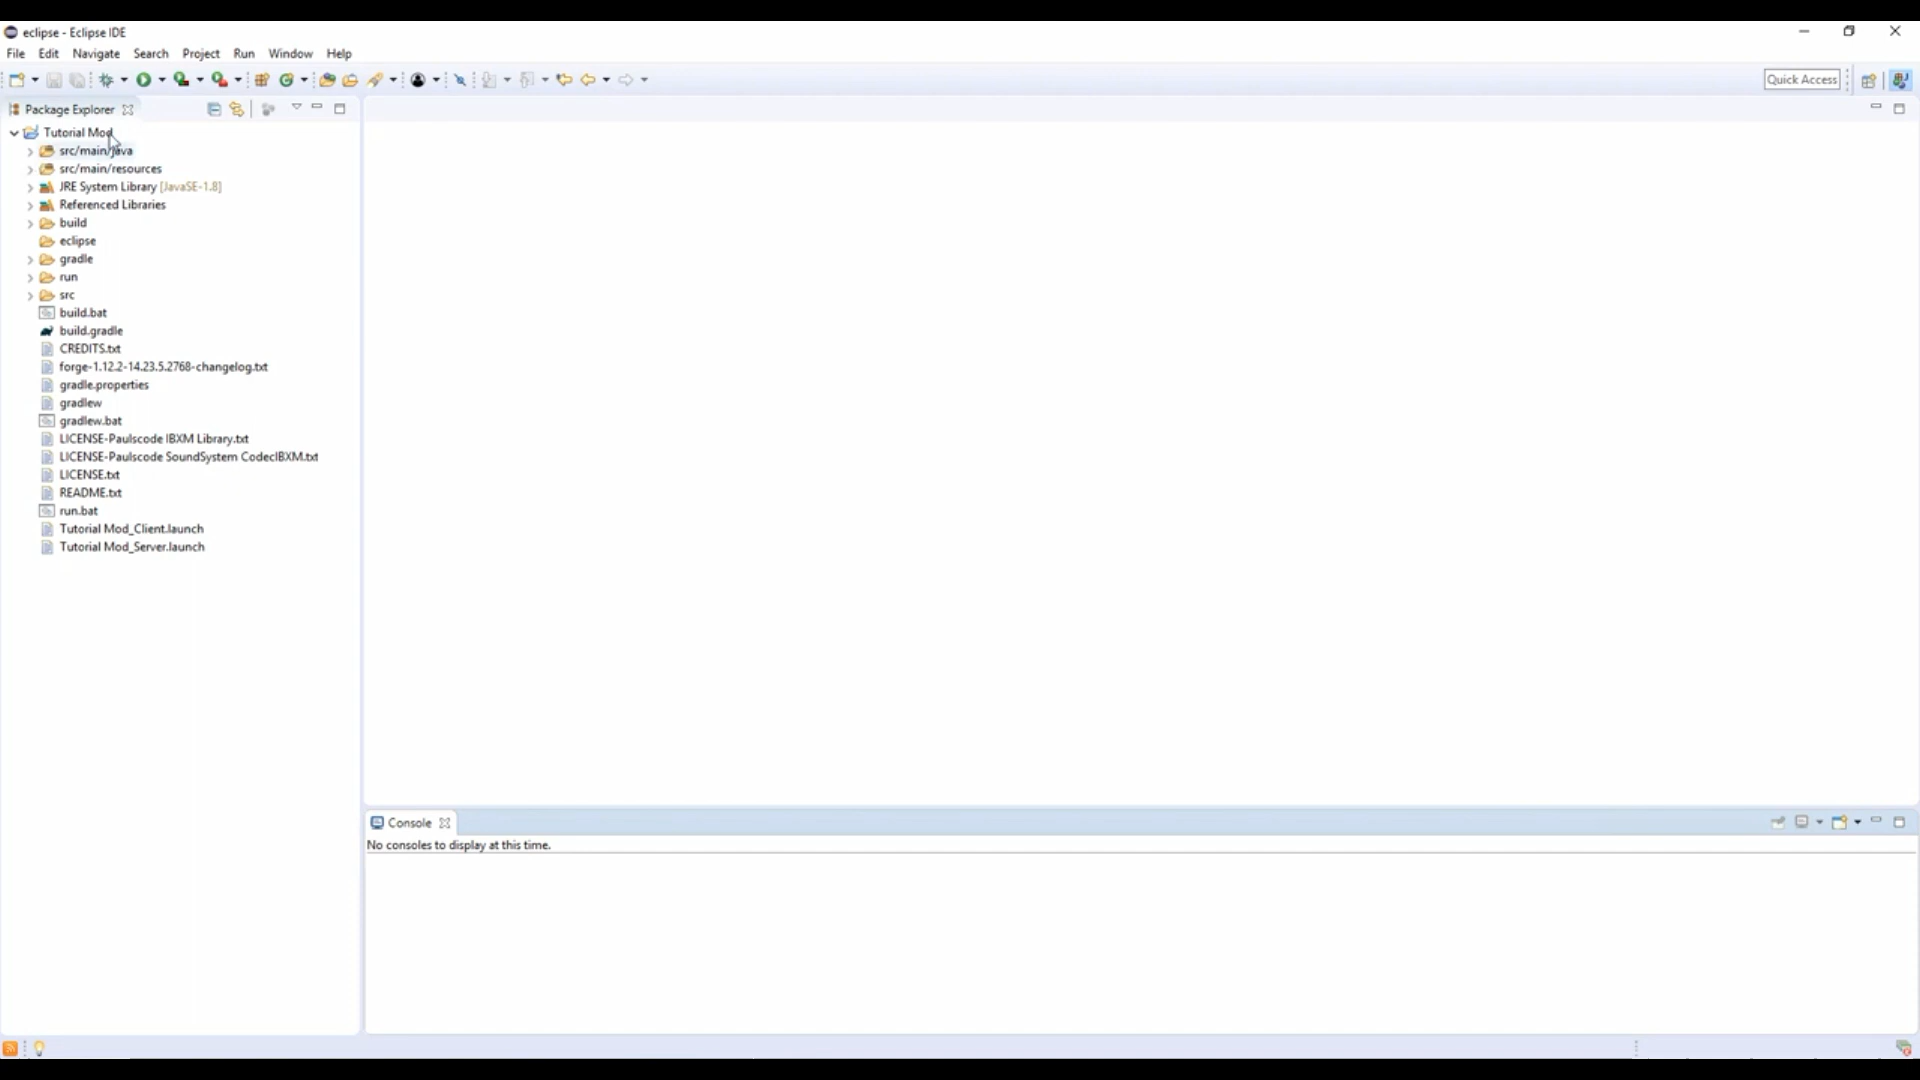 eclipse - Eclipse IDE
File Edit Navigate Search Project Run Window Help
Quick Access
Package Explorer
Tutorial Mod
src/main/java
src/main/resources
JRE System Library [JavaSE-1.8]
Referenced Libraries
build
eclipse
gradle
run
src
build.bat
build.gradle
CREDITS.txt
forge-1.12.2-14.23.5.2768-changelog.txt
gradle.properties
gradlew
gradlew.bat
LICENSE-Paulscode IBXM Library.txt
LICENSE-Paulscode SoundSystem CodecIBXM.txt
LICENSE.txt
README.txt
run.bat
Tutorial Mod_Client.launch
Tutorial Mod_Server.launch
Console
No consoles to display at this time.